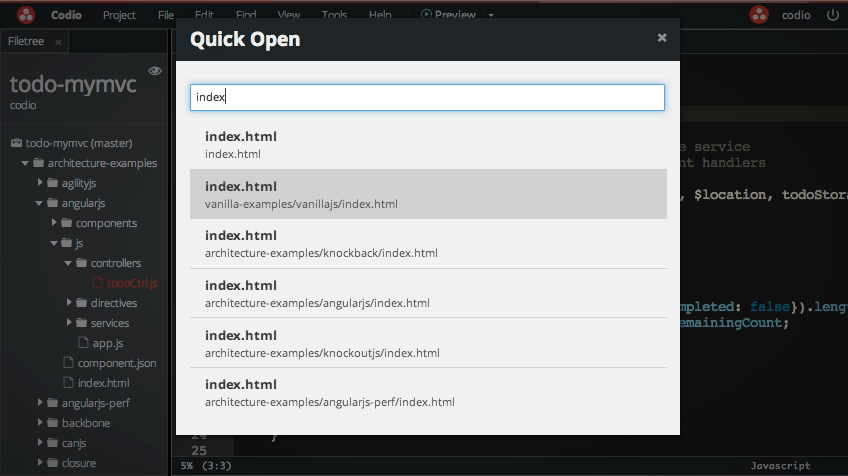 Codio Project File Edit Find View Tools Help Preview codio
Filetree ×
todo-mymvc
codio
todo-mymvc (master)
architecture-examples
agilityjs
angularjs
components
js
controllers
todoCtrl.js
directives
services
app.js
component.json
index.html
angularjs-perf
backbone
canjs
closure
Quick Open ×
index
index.html
index.html
index.html
vanilla-examples/vanillajs/index.html
index.html
architecture-examples/knockback/index.html
index.html
architecture-examples/angularjs/index.html
index.html
architecture-examples/knockoutjs/index.html
index.html
architecture-examples/angularjs-perf/index.html
e service
nt handlers
, $location, todoStora
mpleted: false}).lengt
emainingCount;
24 }
25
5% (3:3) Javascript